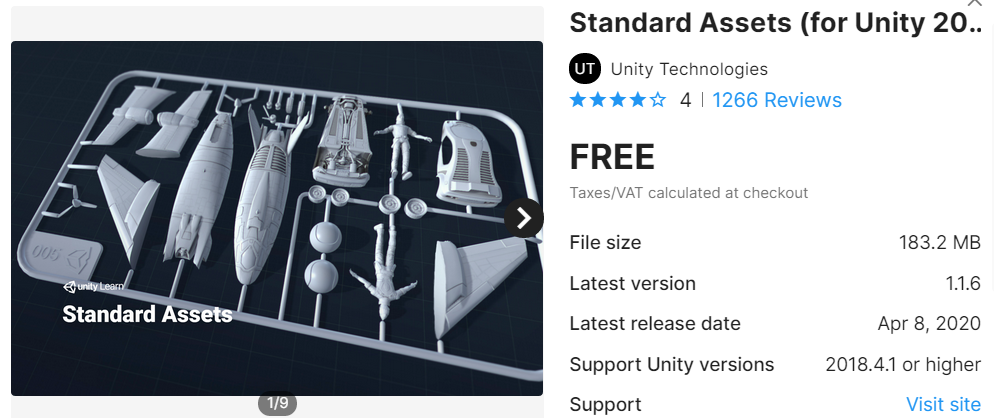 Standard Assets (for Unity 20..
UT Unity Technologies
4 | 1266 Reviews
FREE
Taxes/VAT calculated at checkout
File size 183.2 MB
Latest version 1.1.6
Latest release date Apr 8, 2020
Support Unity versions 2018.4.1 or higher
Support Visit site
005
unity Learn
Standard Assets
1/9